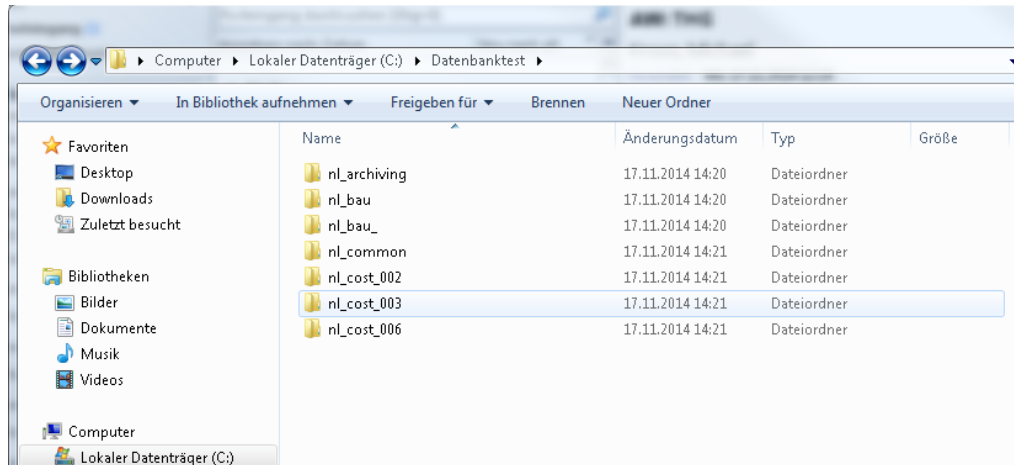 AW: THG
Computer Lokaler Datenträger (C:) Datenbanktest
Organisieren In Bibliothek aufnehmen Freigeben für Brennen Neuer Ordner
Name Änderungsdatum Typ Größe
Favoriten
Desktop
Downloads
Zuletzt besucht
Bibliotheken
Bilder
Dokumente
Musik
Videos
Computer
Lokaler Datenträger (C:)
nl_archiving 17.11.2014 14:20 Dateiordner
nl_bau 17.11.2014 14:20 Dateiordner
nl_bau_ 17.11.2014 14:20 Dateiordner
nl_common 17.11.2014 14:21 Dateiordner
nl_cost_002 17.11.2014 14:21 Dateiordner
nl_cost_003 17.11.2014 14:21 Dateiordner
nl_cost_006 17.11.2014 14:21 Dateiordner